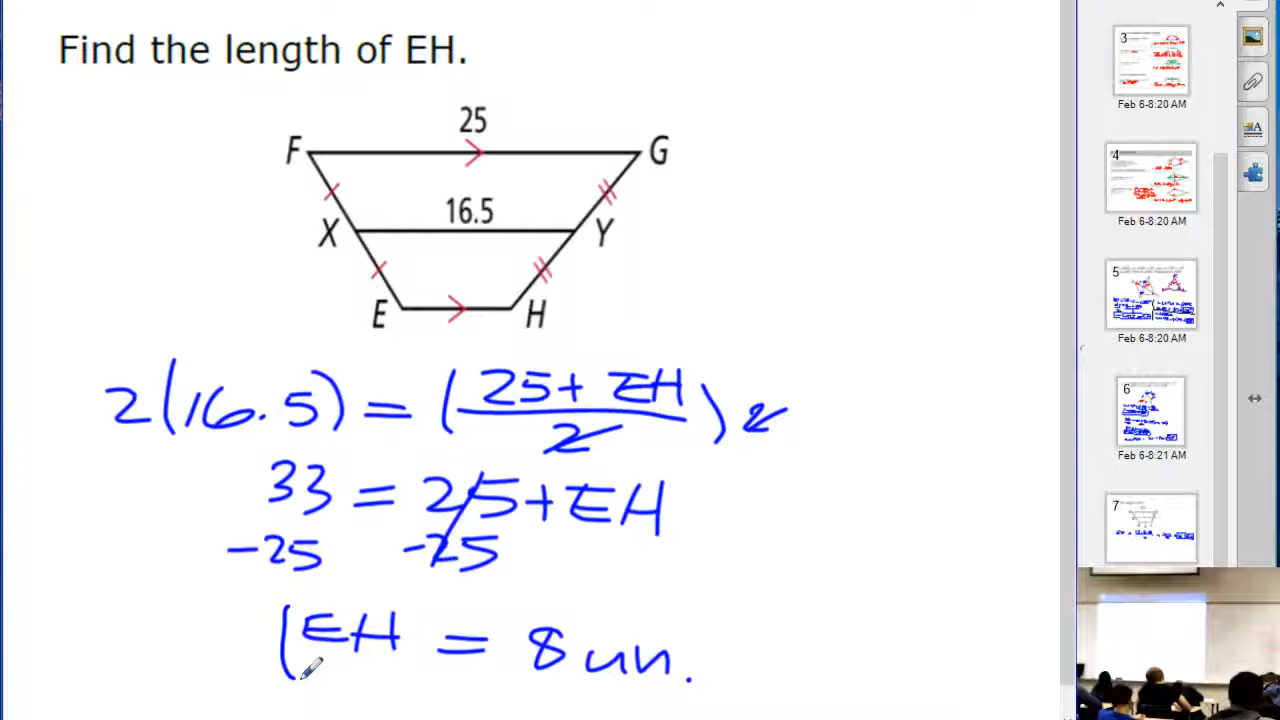 Find the length of EH.
25
F G
16.5
X Y
E H
2(16.5) = (25 + EH / 2) 2
33 = 25 + EH
-25 -25
(EH = 8 un.
3
Feb 6-8:20 AM
4
Feb 6-8:20 AM
5
Feb 6-8:20 AM
6
Feb 6-8:21 AM
7